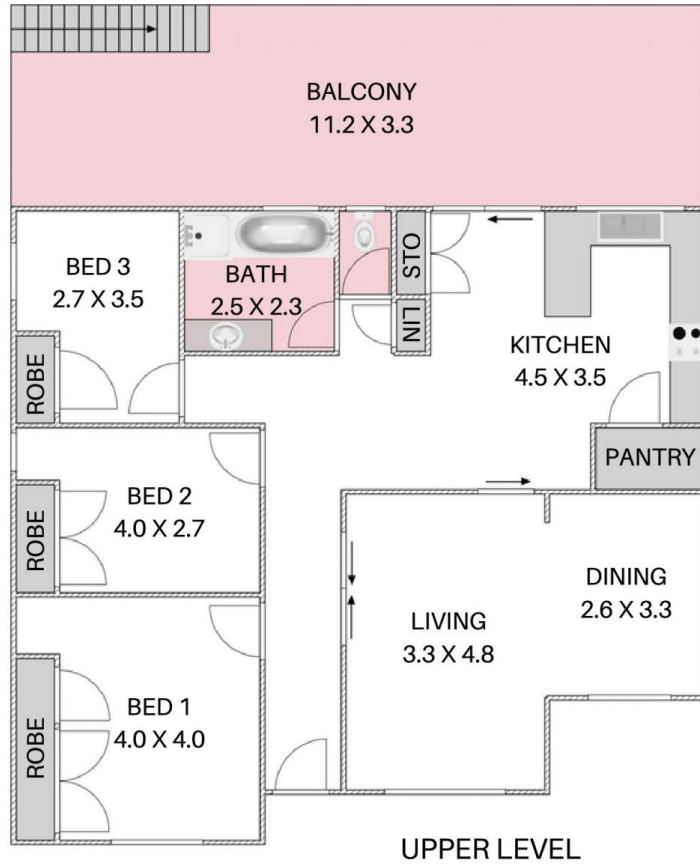 BALCONY
11.2 X 3.3
BED 3
2.7 X 3.5
BATH
2.5 X 2.3
STO
LIN
KITCHEN
4.5 X 3.5
ROBE
PANTRY
BED 2
4.0 X 2.7
ROBE
DINING
2.6 X 3.3
LIVING
3.3 X 4.8
BED 1
4.0 X 4.0
ROBE
UPPER LEVEL